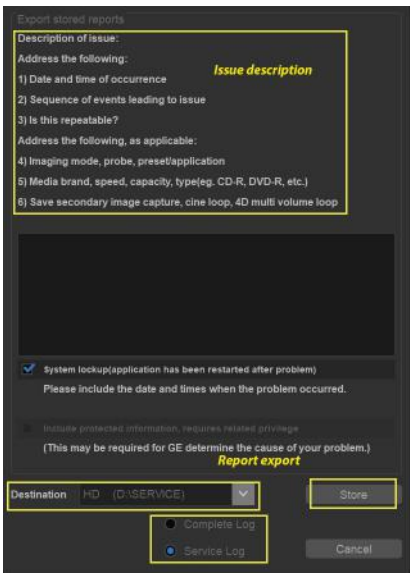 Export stored reports
Description of issue:
Address the following:
Issue description
1) Date and time of occurrence
2) Sequence of events leading to issue
3) Is this repeatable?
Address the following, as applicable:
4) Imaging mode, probe, preset/application
5) Media brand, speed, capacity, type(eg. CD-R, DVD-R, etc.)
6) Save secondary image capture, cine loop, 4D multi volume loop
System lockup(application has been restarted after problem)
Please include the date and times when the problem occurred.
Include protected information, requires related privilege
(This may be required for GE determine the cause of your problem.)
Report export
Destination HD (D:\SERVICE) Store
Complete Log
Service Log Cancel